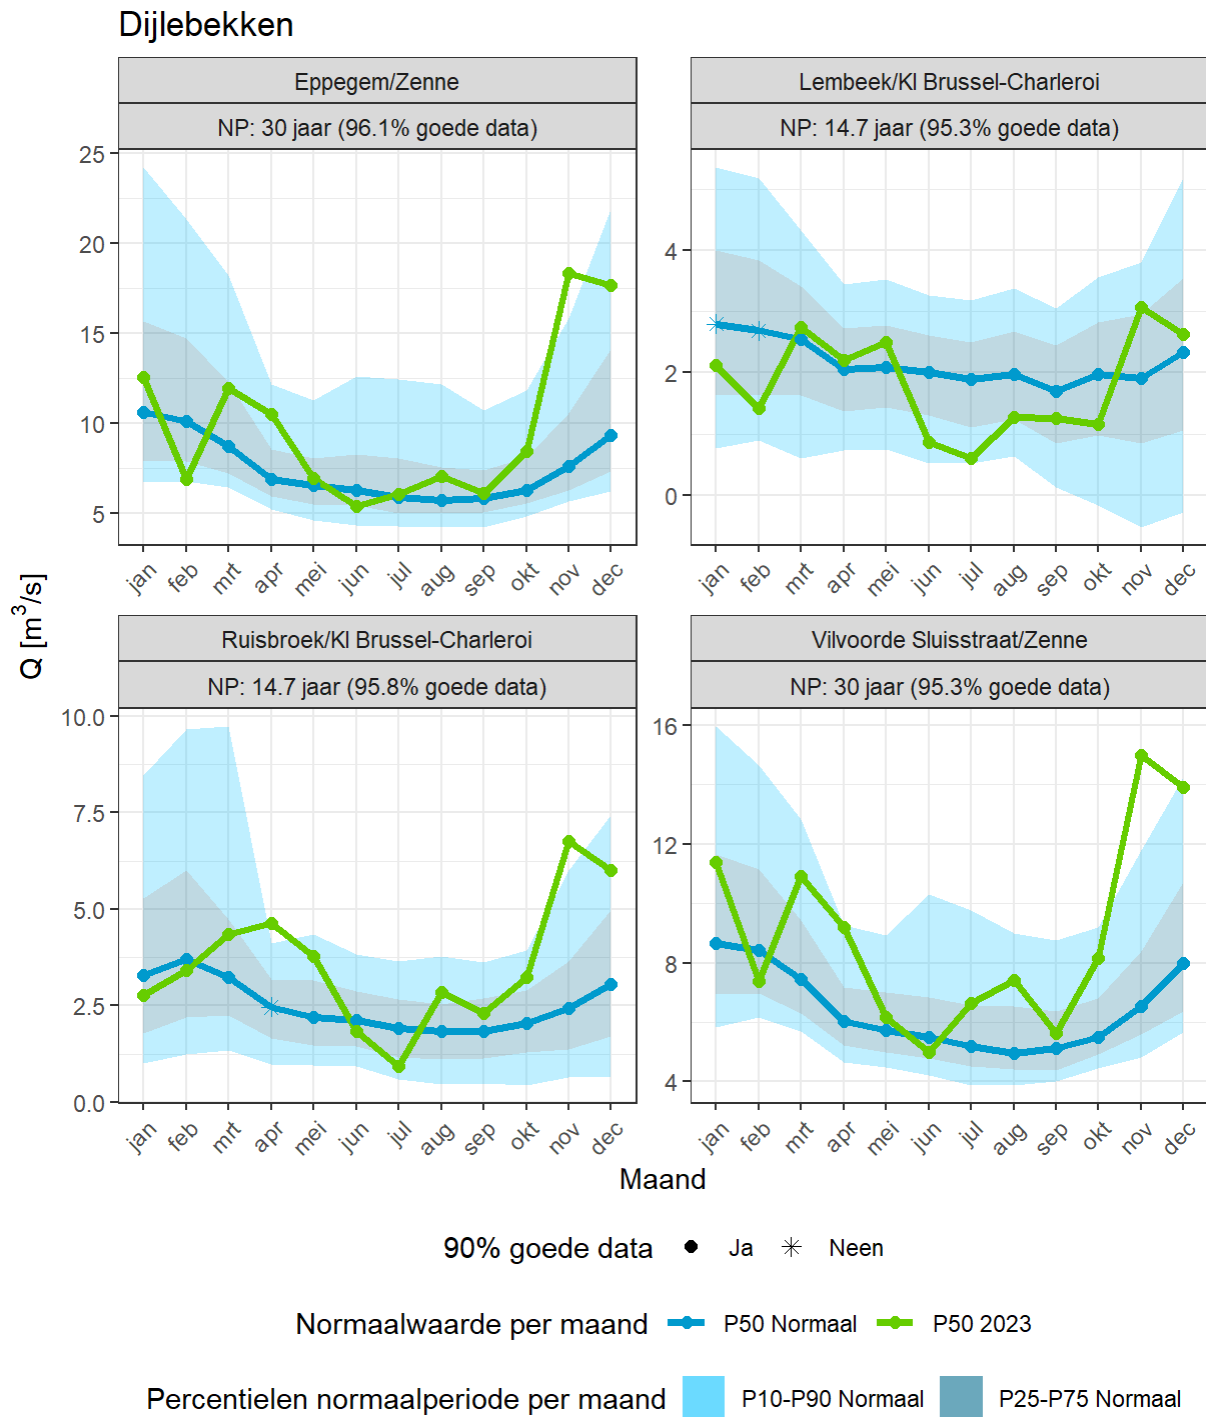 Dijlebekken
Eppegem/Zenne
NP: 30 jaar (96.1% goede data)
25
20
15
10
5
jan feb mrt apr mei jun jul aug sep okt nov dec
Lembeek/Kl Brussel-Charleroi
NP: 14.7 jaar (95.3% goede data)
4
2
0
jan feb mrt apr mei jun jul aug sep okt nov dec
Q [m³/s]
Ruisbroek/Kl Brussel-Charleroi
NP: 14.7 jaar (95.8% goede data)
10.0
7.5
5.0
2.5
0.0
jan feb mrt apr mei jun jul aug sep okt nov dec
Vilvoorde Sluisstraat/Zenne
NP: 30 jaar (95.3% goede data)
16
12
8
4
jan feb mrt apr mei jun jul aug sep okt nov dec
Maand
90% goede data Ja Neen
Normaalwaarde per maand P50 Normaal P50 2023
Percentielen normaalperiode per maand P10-P90 Normaal P25-P75 Normaal